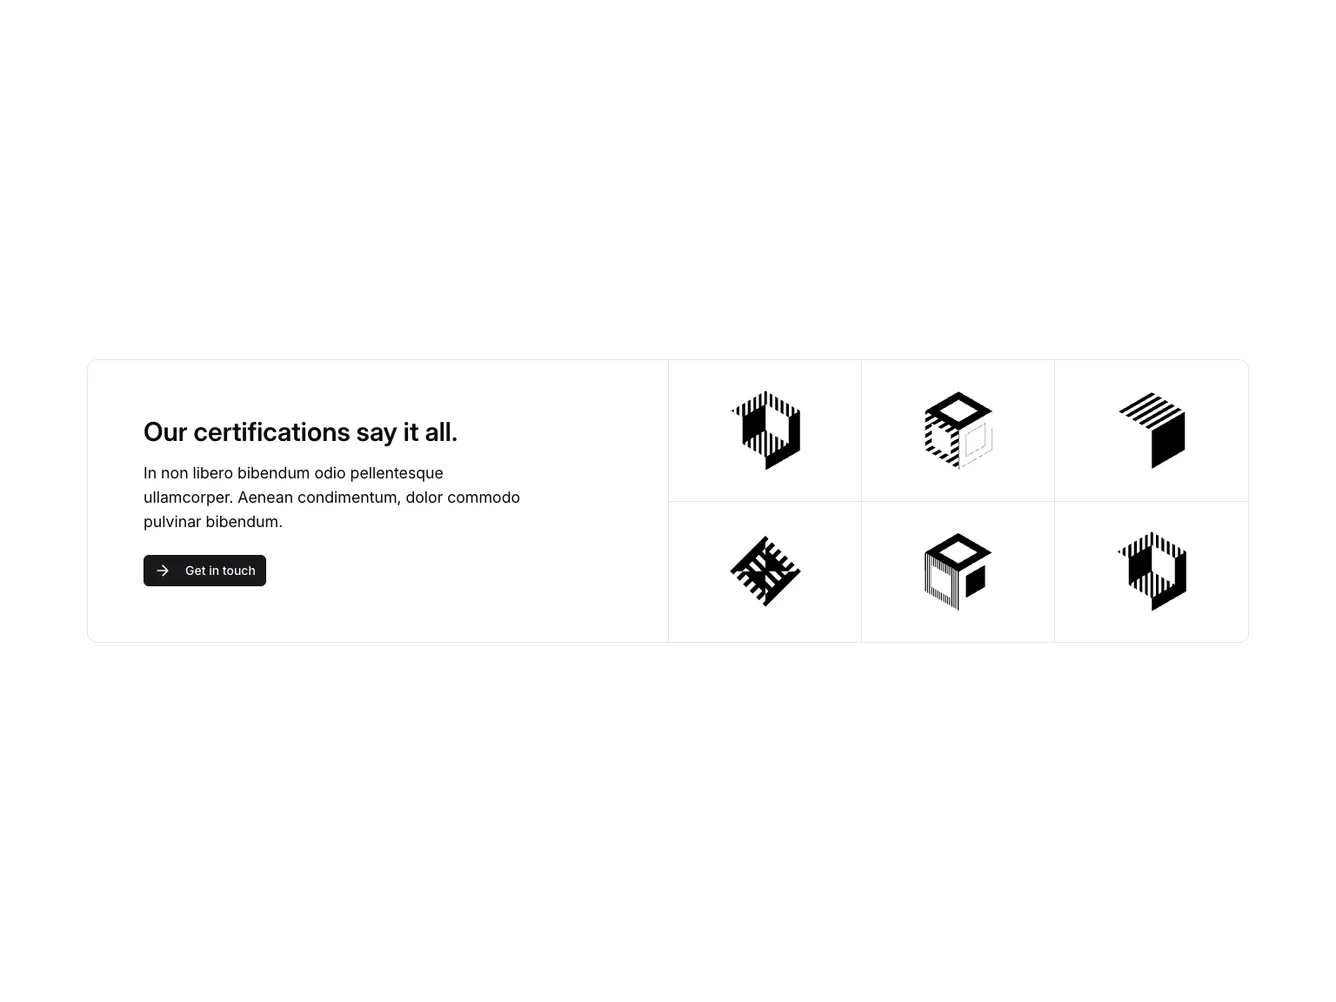 Our certifications say it all.
In non libero bibendum odio pellentesque
ullamcorper. Aenean condimentum, dolor commodo
pulvinar bibendum.
Get in touch